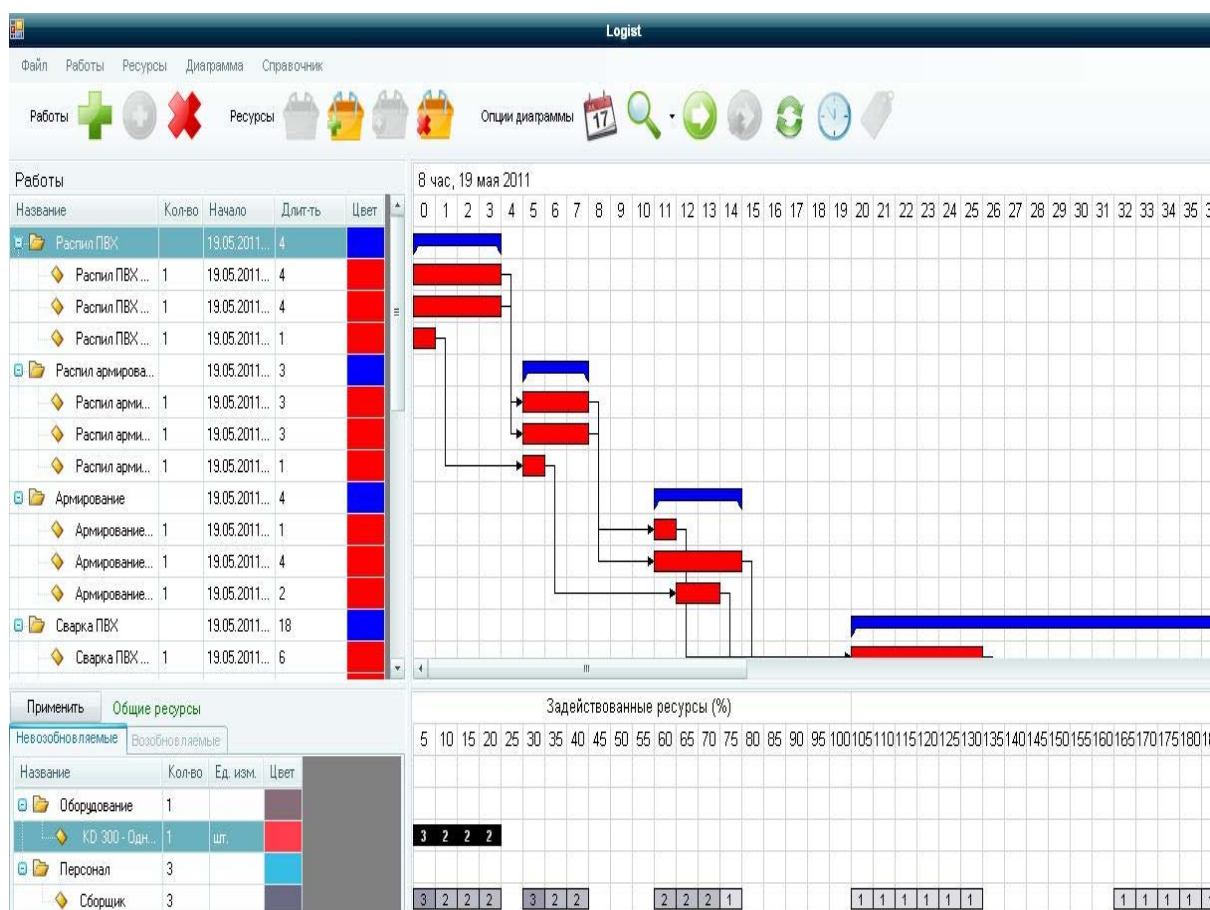 Logist
Файл Работы Ресурсы Диаграмма Справочник
Работы Ресурсы Опции диаграммы 17
Работы
8 час, 19 мая 2011
Название Кол-во Начало Длит-ть Цвет
0 1 2 3 4 5 6 7 8 9 10 11 12 13 14 15 16 17 18 19 20 21 22 23 24 25 26 27 28 29 30 31 32 33 34 35 3
Распил ПВХ 19.05.2011... 4
Распил ПВХ ... 1 19.05.2011... 4
Распил ПВХ ... 1 19.05.2011... 4
Распил ПВХ ... 1 19.05.2011... 1
Распил армирова... 19.05.2011... 3
Распил арми... 1 19.05.2011... 3
Распил арми... 1 19.05.2011... 3
Распил арми... 1 19.05.2011... 1
Армирование 19.05.2011... 4
Армирование... 1 19.05.2011... 1
Армирование... 1 19.05.2011... 4
Армирование... 1 19.05.2011... 2
Сварка ПВХ 19.05.2011... 18
Сварка ПВХ ... 1 19.05.2011... 6
Применить Общие ресурсы
Задействованные ресурсы (%)
Невозобновляемые Возобновляемые
5 10 15 20 25 30 35 40 45 50 55 60 65 70 75 80 85 90 95 100 105 110 115 120 125 130 135 140 145 150 155 160 165 170 175 180 18
Название Кол-во Ед. изм. Цвет
Оборудование 1
KD 300 - Одн... 1 шт. 3 2 2 2
Персонал 3
Сборщик 3 3 2 2 2 3 2 2 2 2 2 1 1 1 1 1 1 1 1 1 1 1